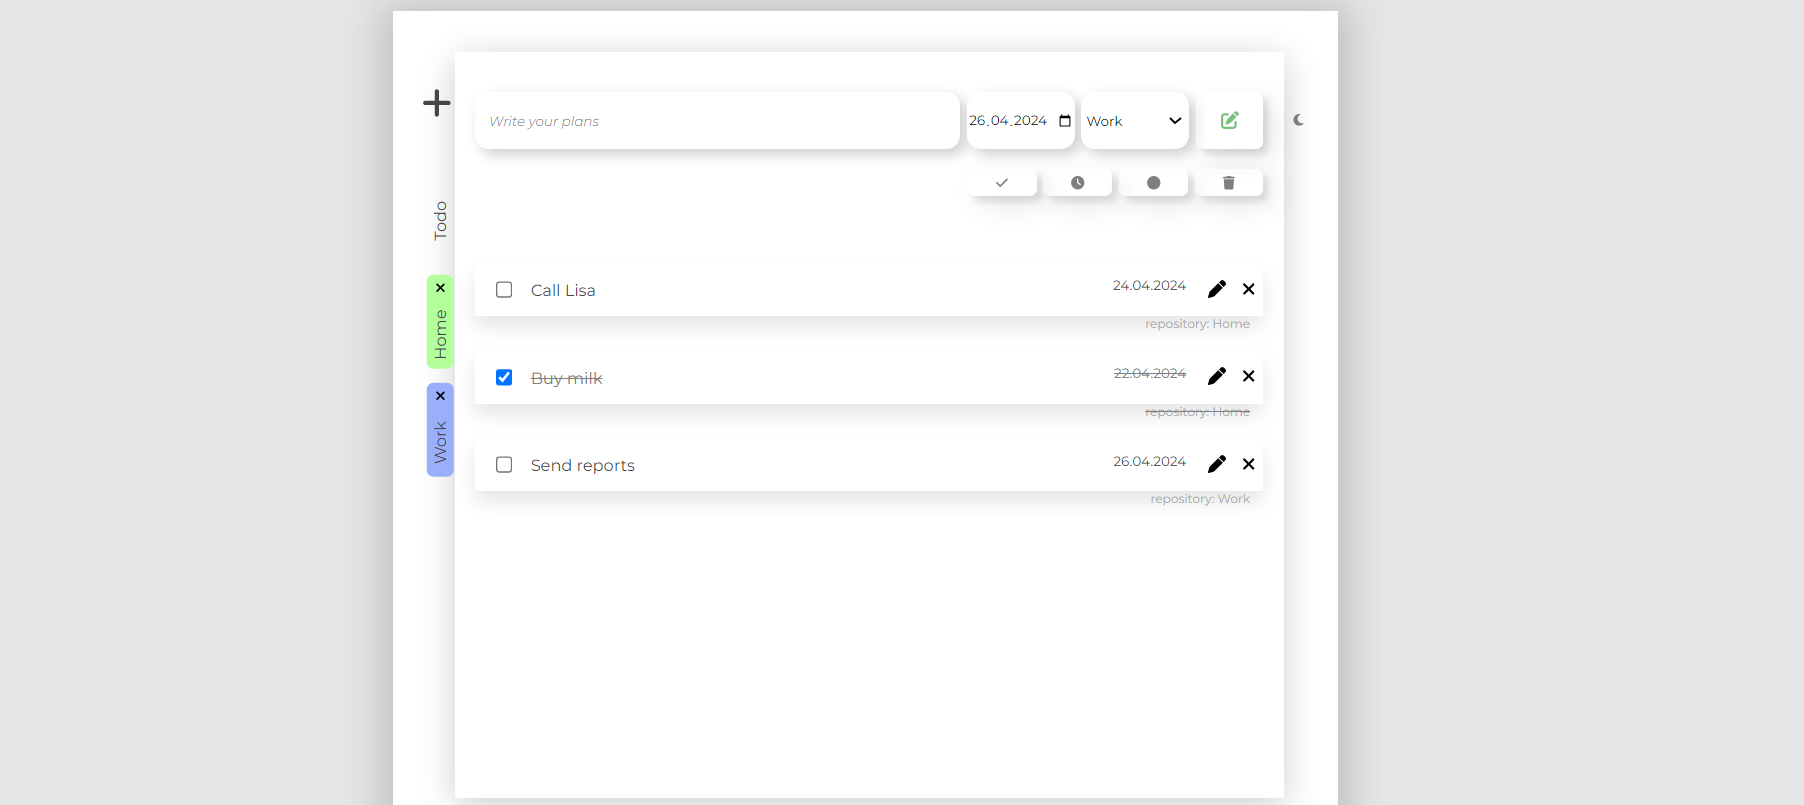 Write your plans
26.04.2024
Work
Todo
Home
Work
Call Lisa
24.04.2024
repository: Home
Buy milk
22.04.2024
repository: Home
Send reports
26.04.2024
repository: Work